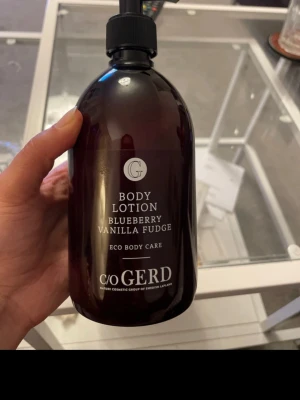 G
BODY
LOTION
BLUEBERRY
VANILLA FUDGE
ECO BODY CARE
c/o GERD